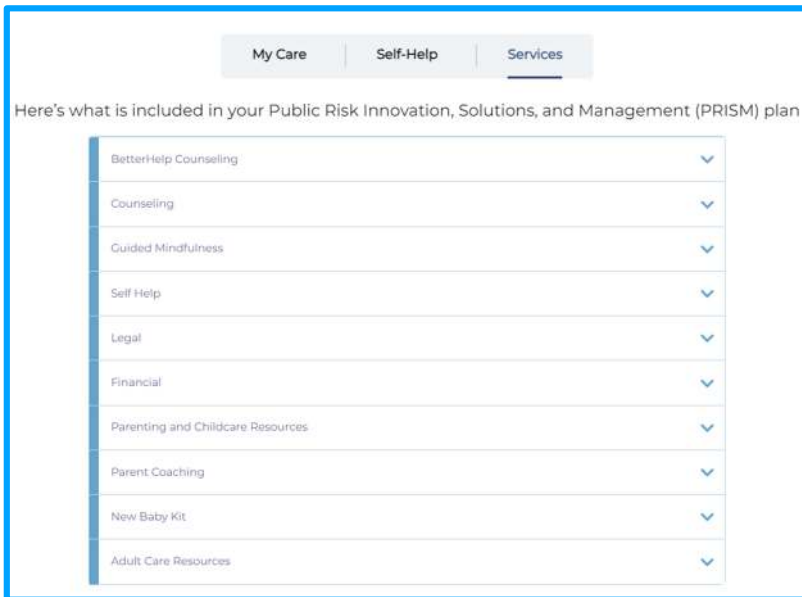 My Care
Self-Help
Services
Here's what is included in your Public Risk Innovation, Solutions, and Management (PRISM) plan
BetterHelp Counseling
Counseling
Guided Mindfulness
Self Help
Legal
Financial
Parenting and Childcare Resources
Parent Coaching
New Baby Kit
Adult Care Resources